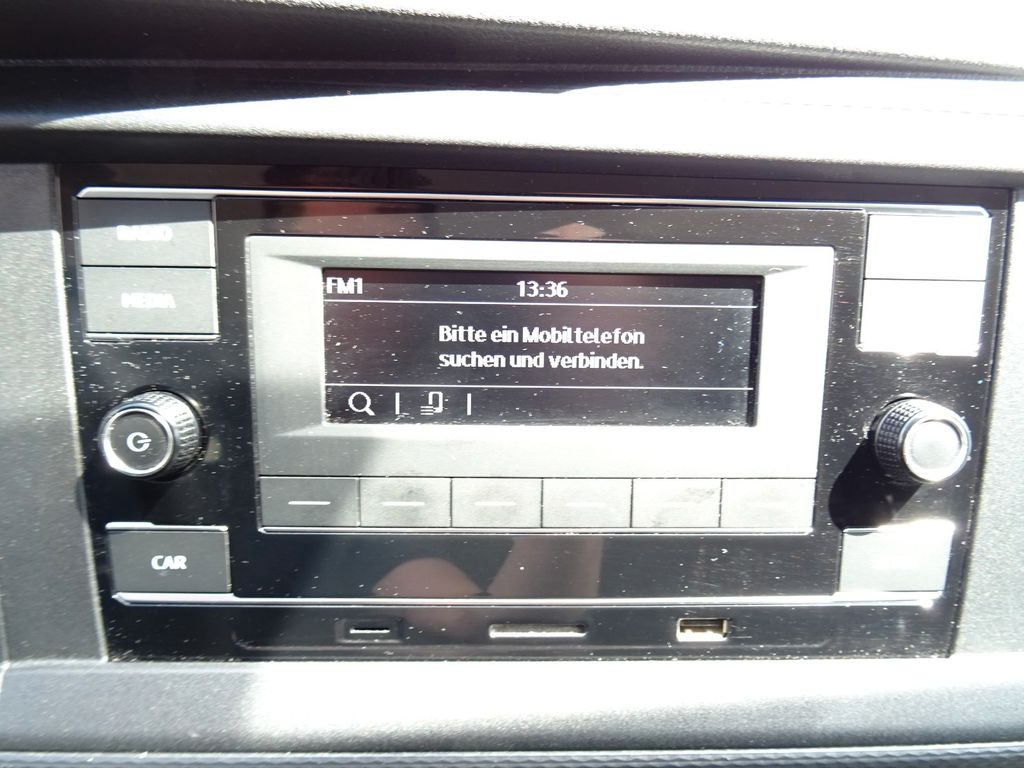 RADIO
MEDIA
FM1 13:36
Bitte ein Mobiltelefon
suchen und verbinden.
CAR